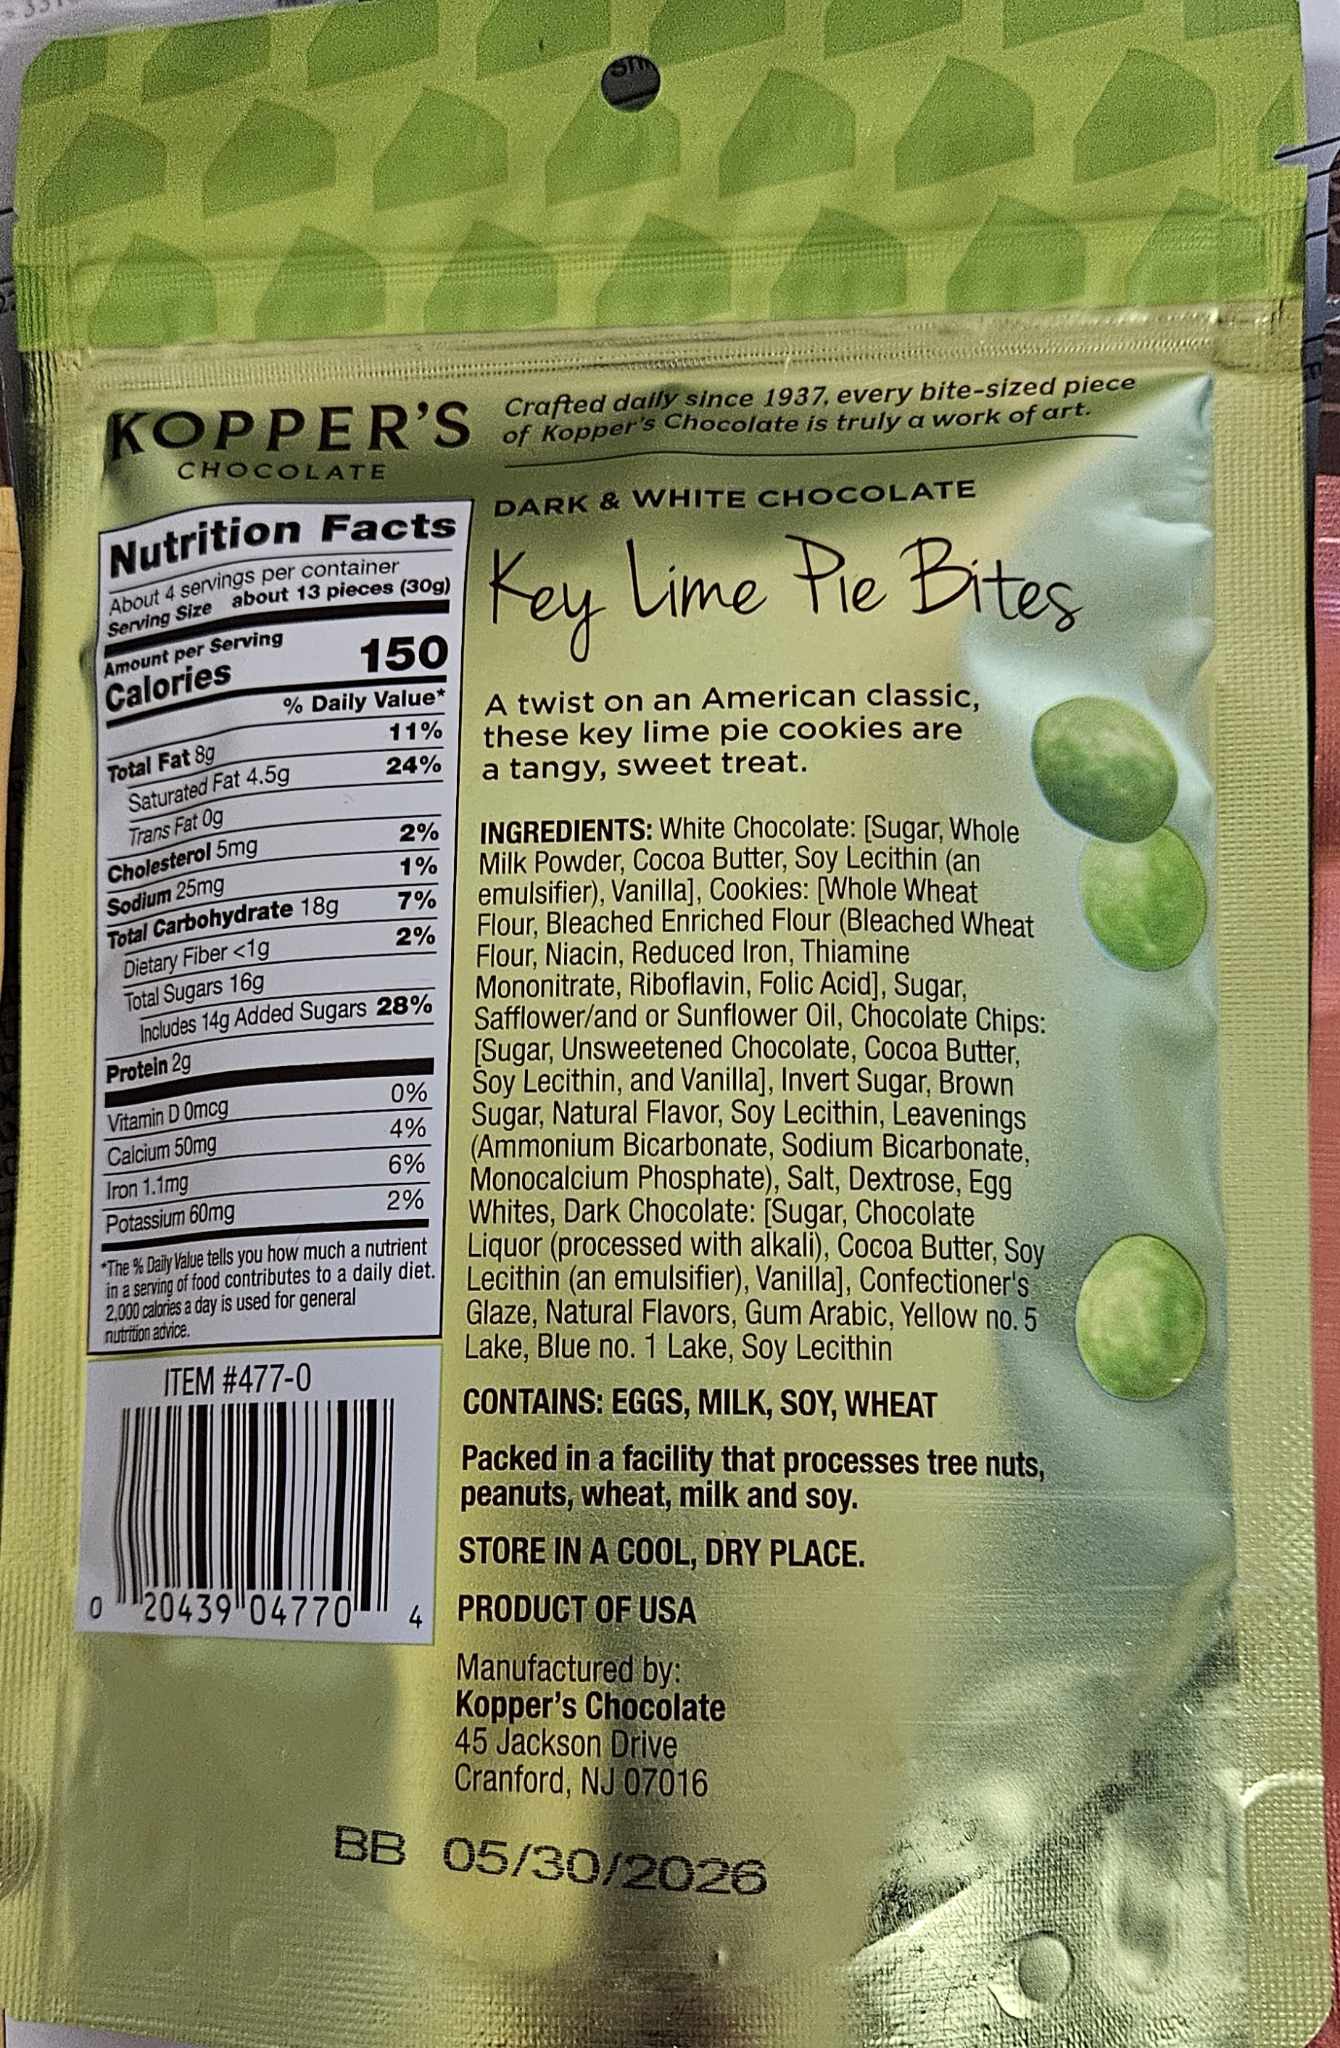 KOPPER'S
CHOCOLATE
Crafted daily since 1937, every bite-sized piece
of Kopper's Chocolate is truly a work of art.
DARK & WHITE CHOCOLATE
Key Lime Pie Bites
A twist on an American classic,
these key lime pie cookies are
a tangy, sweet treat.
Nutrition Facts
About 4 servings per container
Serving Size about 13 pieces (30g)
Amount per Serving
Calories 150
% Daily Value*
Total Fat 8g 11%
Saturated Fat 4.5g 24%
Trans Fat 0g
Cholesterol 5mg 2%
Sodium 25mg 1%
Total Carbohydrate 18g 7%
Dietary Fiber <1g 2%
Total Sugars 16g
Includes 14g Added Sugars 28%
Protein 2g
Vitamin D 0mcg 0%
Calcium 50mg 4%
Iron 1.1mg 6%
Potassium 60mg 2%
*The % Daily Value tells you how much a nutrient
in a serving of food contributes to a daily diet.
2,000 calories a day is used for general
nutrition advice.
ITEM #477-0
0 20439 04770 4
INGREDIENTS: White Chocolate: [Sugar, Whole
Milk Powder, Cocoa Butter, Soy Lecithin (an
emulsifier), Vanilla], Cookies: [Whole Wheat
Flour, Bleached Enriched Flour (Bleached Wheat
Flour, Niacin, Reduced Iron, Thiamine
Mononitrate, Riboflavin, Folic Acid], Sugar,
Safflower/and or Sunflower Oil, Chocolate Chips:
[Sugar, Unsweetened Chocolate, Cocoa Butter,
Soy Lecithin, and Vanilla], Invert Sugar, Brown
Sugar, Natural Flavor, Soy Lecithin, Leavenings
(Ammonium Bicarbonate, Sodium Bicarbonate,
Monocalcium Phosphate), Salt, Dextrose, Egg
Whites, Dark Chocolate: [Sugar, Chocolate
Liquor (processed with alkali), Cocoa Butter, Soy
Lecithin (an emulsifier), Vanilla], Confectioner's
Glaze, Natural Flavors, Gum Arabic, Yellow no. 5
Lake, Blue no. 1 Lake, Soy Lecithin
CONTAINS: EGGS, MILK, SOY, WHEAT
Packed in a facility that processes tree nuts,
peanuts, wheat, milk and soy.
STORE IN A COOL, DRY PLACE.
PRODUCT OF USA
Manufactured by:
Kopper's Chocolate
45 Jackson Drive
Cranford, NJ 07016
BB 05/30/2026